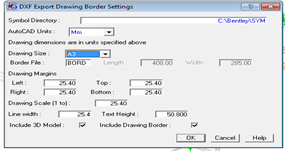 DXF Export Drawing Border Settings
Symbol Directory : C:\Bentley\SYM
AutoCAD Units : Mm
Drawing dimensions are in units specified above
Drawing Size : A3
Border File : BORD Length : 408.00 Width : 285.00
Drawing Margins
Left : 25.40 Top : 25.40
Right : 25.40 Bottom : 25.40
Drawing Scale (1 to) : 25.40
Line width : 25.4 Text Height : 50.800
Include 3D Model : Include Drawing Border :
OK Cancel Help